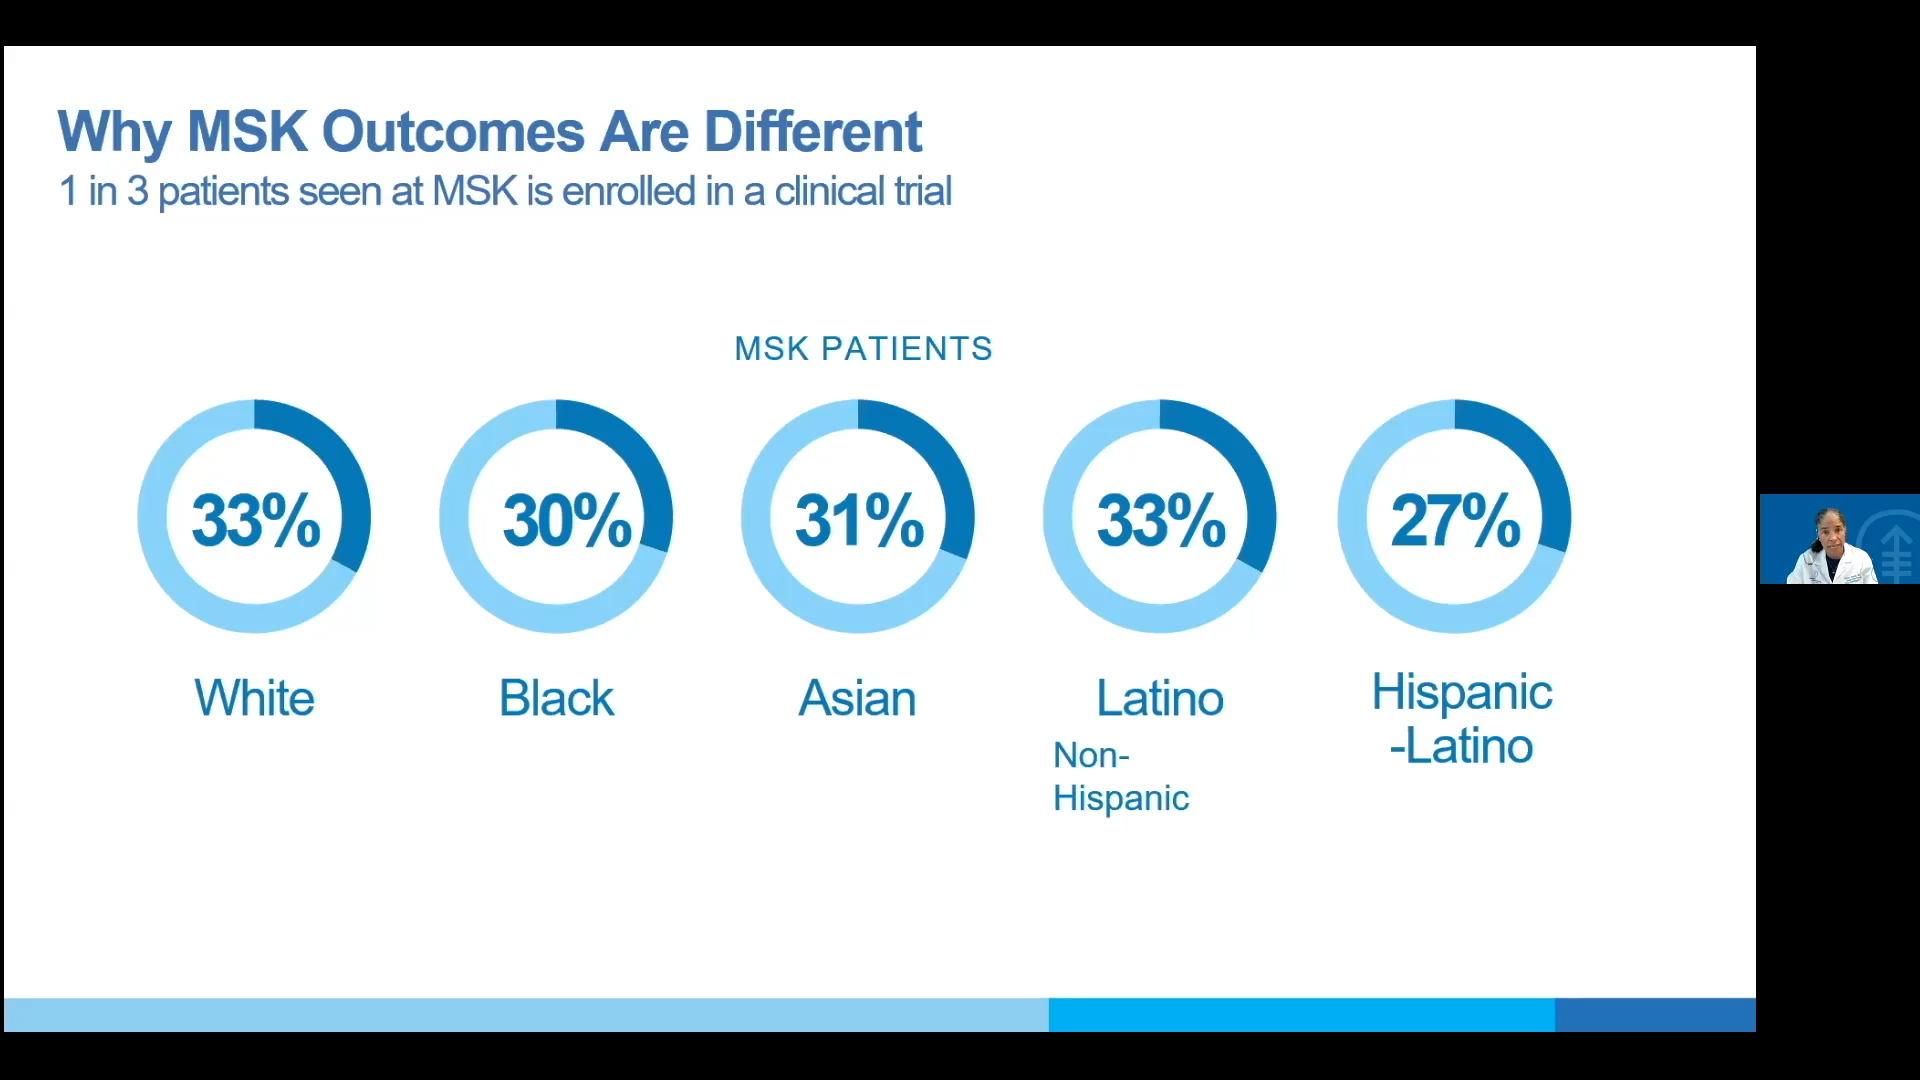 Why MSK Outcomes Are Different
1 in 3 patients seen at MSK is enrolled in a clinical trial
MSK PATIENTS
33%
30%
31%
33%
27%
White
Black
Asian
Latino
Non-
Hispanic
Hispanic
-Latino